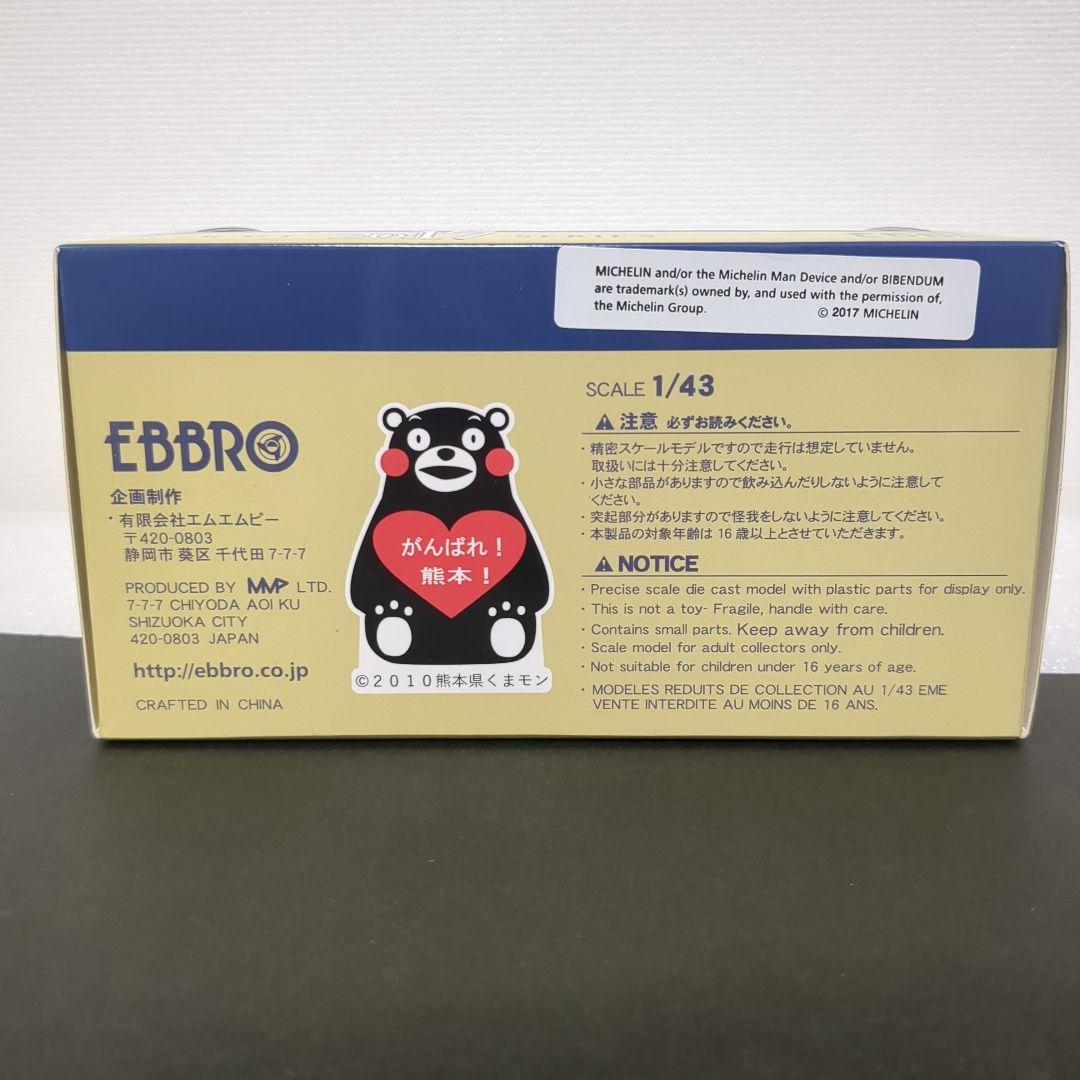 SERIES
MICHELIN and/or the Michelin Man Device and/or BIBENDUM
are trademark(s) owned by, and used with the permission of,
the Michelin Group. © 2017 MICHELIN
EBBRO
企画制作
・有限会社エムエムピー
〒420-0803
静岡市 葵区 千代田 7-7-7
PRODUCED BY MMP LTD.
7-7-7 CHIYODA AOI KU
SHIZUOKA CITY
420-0803 JAPAN
http://ebbro.co.jp
CRAFTED IN CHINA
がんばれ！
熊本！
©２０１０熊本県くまモン
SCALE 1/43
注意 必ずお読みください。
・精密スケールモデルですので走行は想定していません。
取扱いには十分注意してください。
・小さな部品がありますので飲み込んだりしないように注意して
ください。
・突起部分がありますので怪我をしないように注意してください。
・本製品の対象年齢は 16 歳以上とさせていただきます。
NOTICE
・Precise scale die cast model with plastic parts for display only.
・This is not a toy- Fragile, handle with care.
・Contains small parts. Keep away from children.
・Scale model for adult collectors only.
・Not suitable for children under 16 years of age.
・MODELES REDUITS DE COLLECTION AU 1/43 EME
VENTE INTERDITE AU MOINS DE 16 ANS.